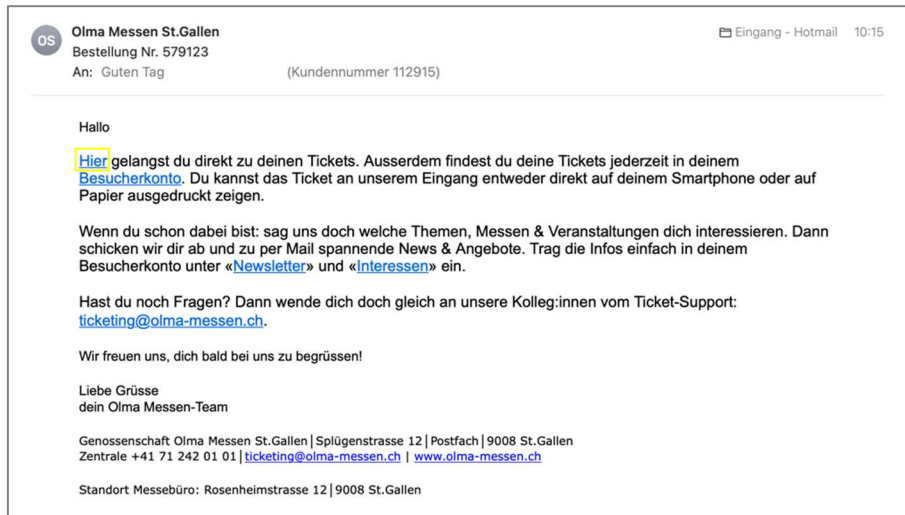 OS
Olma Messen St.Gallen
Eingang - Hotmail 10:15
Bestellung Nr. 579123
An: Guten Tag (Kundennummer 112915)
Hallo
Hier gelangst du direkt zu deinen Tickets. Ausserdem findest du deine Tickets jederzeit in deinem
Besucherkonto. Du kannst das Ticket an unserem Eingang entweder direkt auf deinem Smartphone oder auf
Papier ausgedruckt zeigen.
Wenn du schon dabei bist: sag uns doch welche Themen, Messen & Veranstaltungen dich interessieren. Dann
schicken wir dir ab und zu per Mail spannende News & Angebote. Trag die Infos einfach in deinem
Besucherkonto unter «Newsletter» und «Interessen» ein.
Hast du noch Fragen? Dann wende dich doch gleich an unsere Kolleg:innen vom Ticket-Support:
ticketing@olma-messen.ch.
Wir freuen uns, dich bald bei uns zu begrüssen!
Liebe Grüsse
dein Olma Messen-Team
Genossenschaft Olma Messen St.Gallen│Splügenstrasse 12│Postfach│9008 St.Gallen
Zentrale +41 71 242 01 01│ticketing@olma-messen.ch | www.olma-messen.ch
Standort Messebüro: Rosenheimstrasse 12│9008 St.Gallen